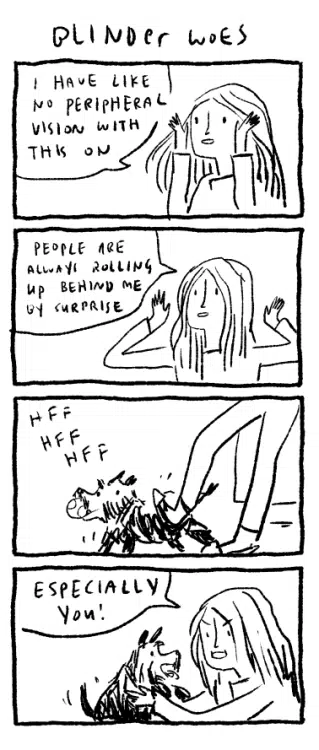 BLINDER WOES
I HAVE LIKE
NO PERIPHERAL
VISION WITH
THIS ON
PEOPLE ARE
ALWAYS ROLLING
UP BEHIND ME
BY SURPRISE
HFF
HFF
HFF
ESPECIALLY
YOU!